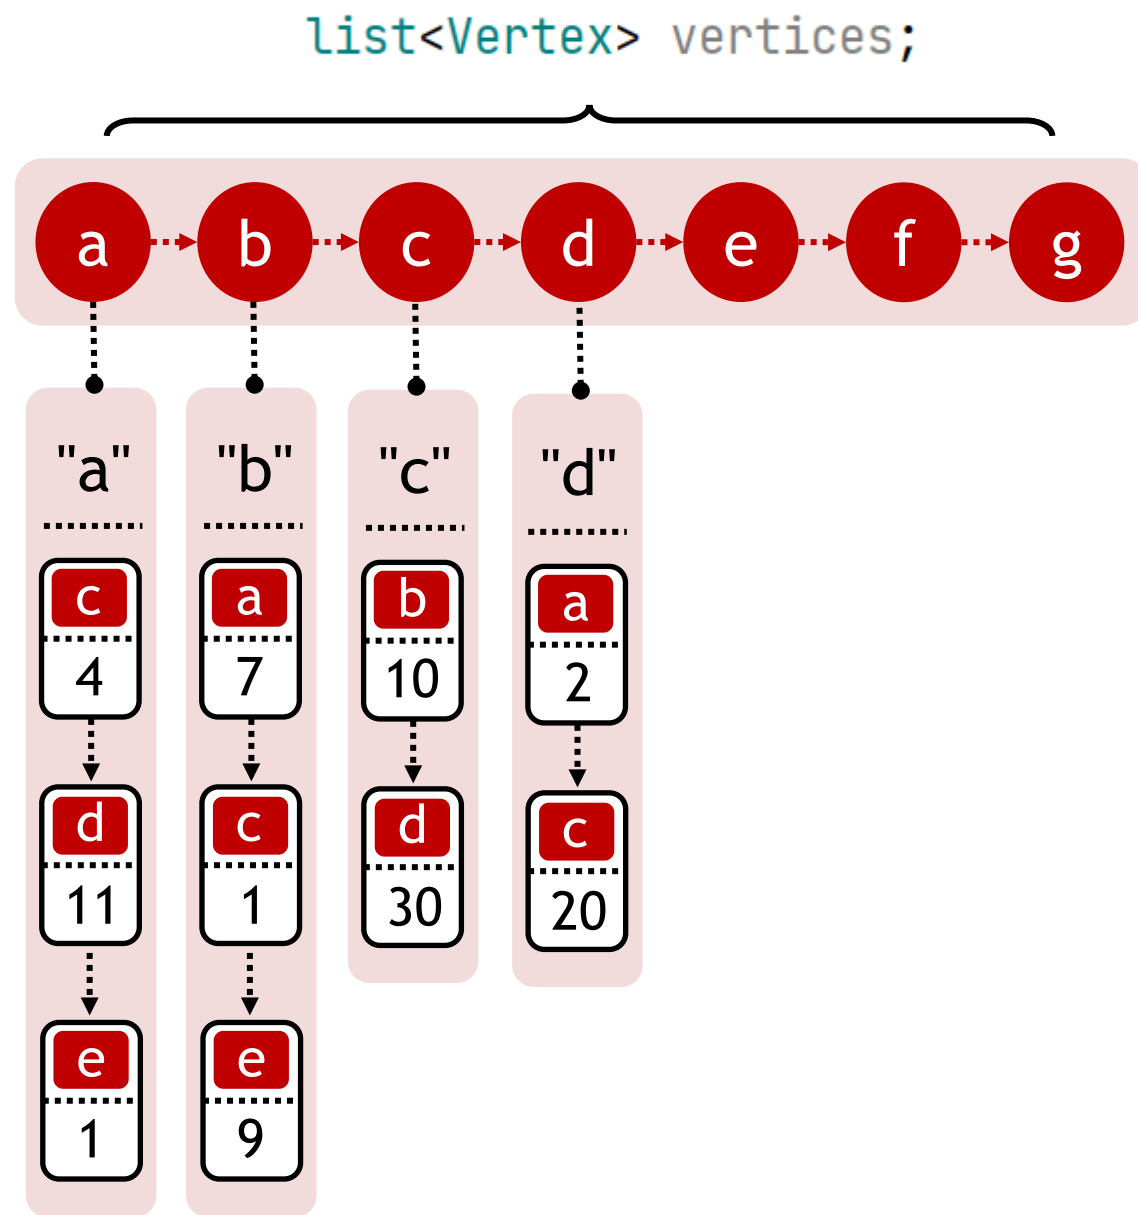 list<Vertex> vertices;
a b c d e f g
"a" "b" "c" "d"
c a b a
4 7 10 2
d c d c
11 1 30 20
e e
1 9